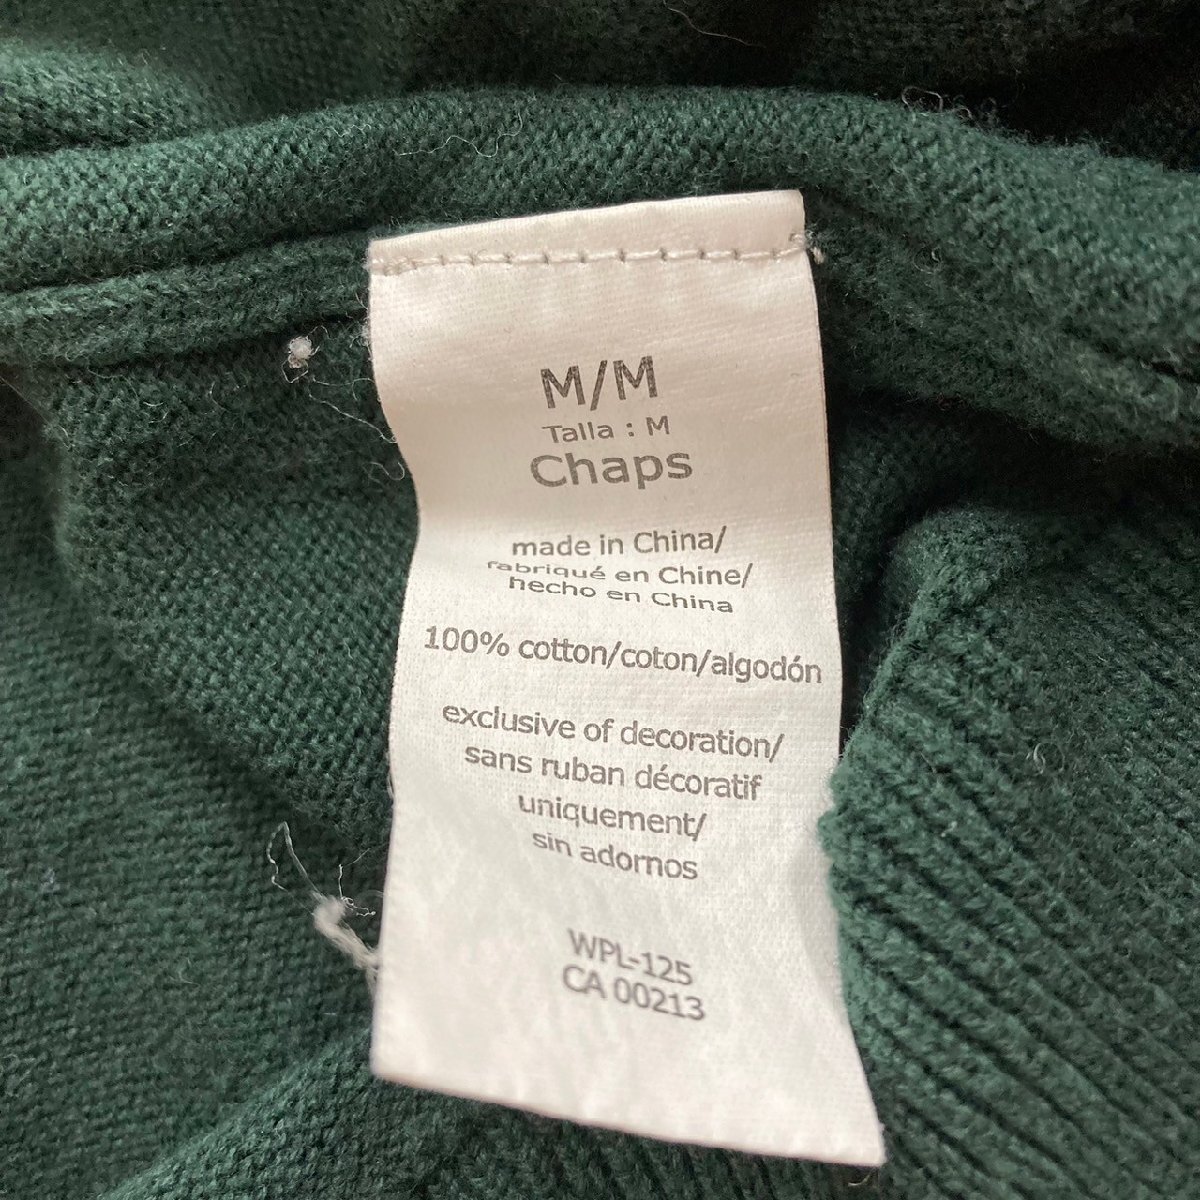 M/M
Talla : M
Chaps
made in China/
fabriqué en Chine/
hecho en China
100% cotton/coton/algodón
exclusive of decoration/
sans ruban décoratif
uniquement/
sin adornos
WPL-125
CA 00213